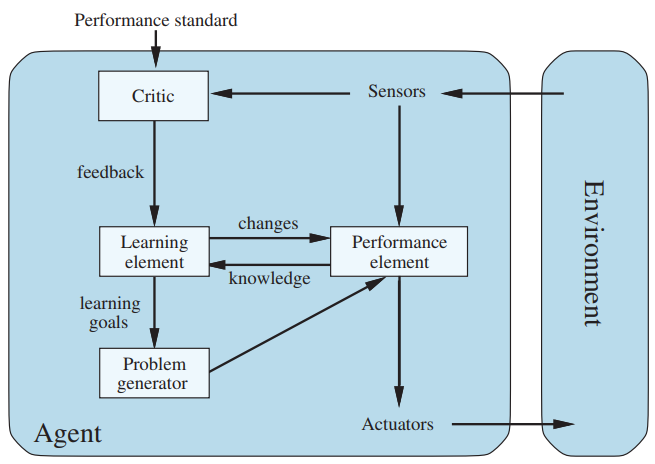 Performance standard
Critic
Sensors
feedback
changes
Learning
element
Performance
element
knowledge
learning
goals
Problem
generator
Actuators
Agent
Environment